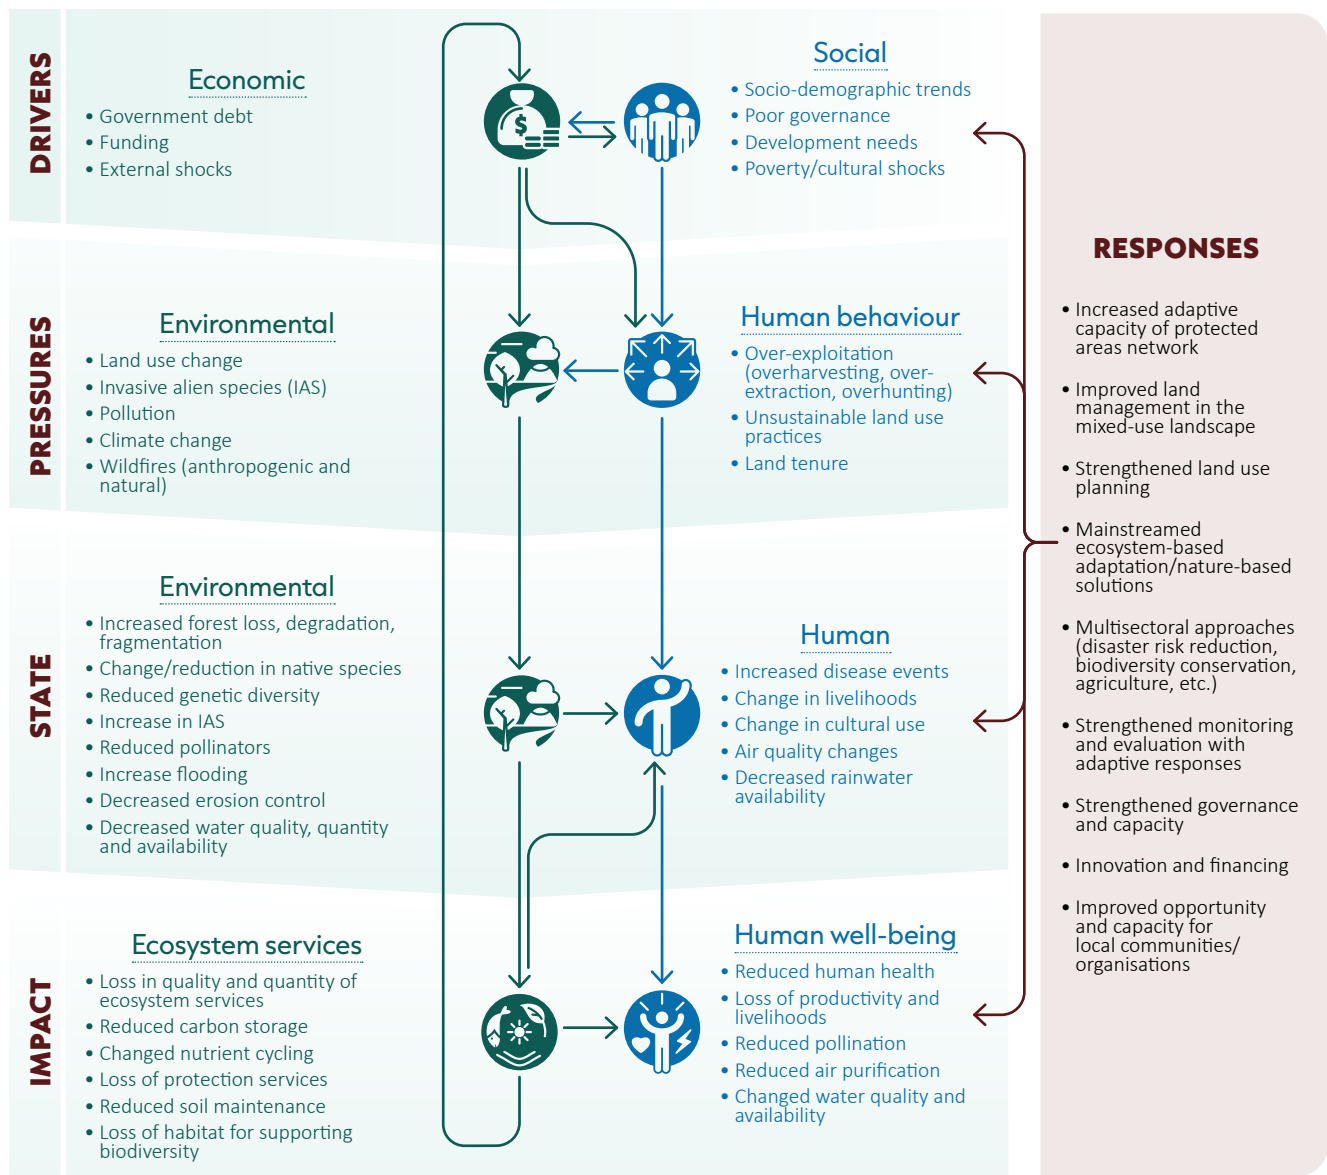 DRIVERS
Economic
• Government debt
• Funding
• External shocks
$
Social
• Socio-demographic trends
• Poor governance
• Development needs
• Poverty/cultural shocks
PRESSURES
Environmental
• Land use change
• Invasive alien species (IAS)
• Pollution
• Climate change
• Wildfires (anthropogenic and
natural)
Human behaviour
• Over-exploitation
(overharvesting, over-
extraction, overhunting)
• Unsustainable land use
practices
• Land tenure
STATE
Environmental
• Increased forest loss, degradation,
fragmentation
• Change/reduction in native species
• Reduced genetic diversity
• Increase in IAS
• Reduced pollinators
• Increase flooding
• Decreased erosion control
• Decreased water quality, quantity
and availability
Human
• Increased disease events
• Change in livelihoods
• Change in cultural use
• Air quality changes
• Decreased rainwater
availability
IMPACT
Ecosystem services
• Loss in quality and quantity of
ecosystem services
• Reduced carbon storage
• Changed nutrient cycling
• Loss of protection services
• Reduced soil maintenance
• Loss of habitat for supporting
biodiversity
Human well-being
• Reduced human health
• Loss of productivity and
livelihoods
• Reduced pollination
• Reduced air purification
• Changed water quality and
availability
RESPONSES
• Increased adaptive
capacity of protected
areas network
• Improved land
management in the
mixed-use landscape
• Strengthened land use
planning
• Mainstreamed
ecosystem-based
adaptation/nature-based
solutions
• Multisectoral approaches
(disaster risk reduction,
biodiversity conservation,
agriculture, etc.)
• Strengthened monitoring
and evaluation with
adaptive responses
• Strengthened governance
and capacity
• Innovation and financing
• Improved opportunity
and capacity for
local communities/
organisations